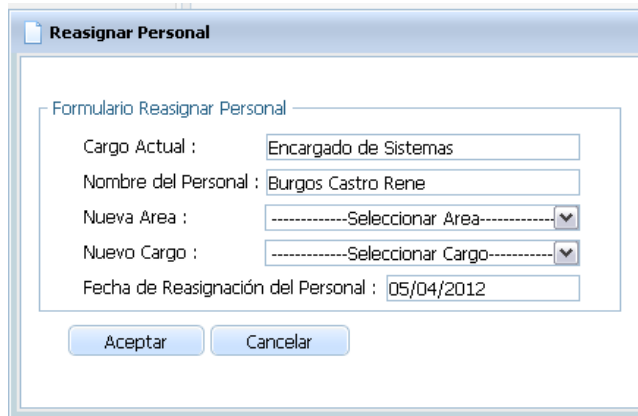 Reasignar Personal
Formulario Reasignar Personal
Cargo Actual : Encargado de Sistemas
Nombre del Personal : Burgos Castro Rene
Nueva Area : -------------Seleccionar Area-------------
Nuevo Cargo : -------------Seleccionar Cargo-----------
Fecha de Reasignación del Personal : 05/04/2012
Aceptar Cancelar